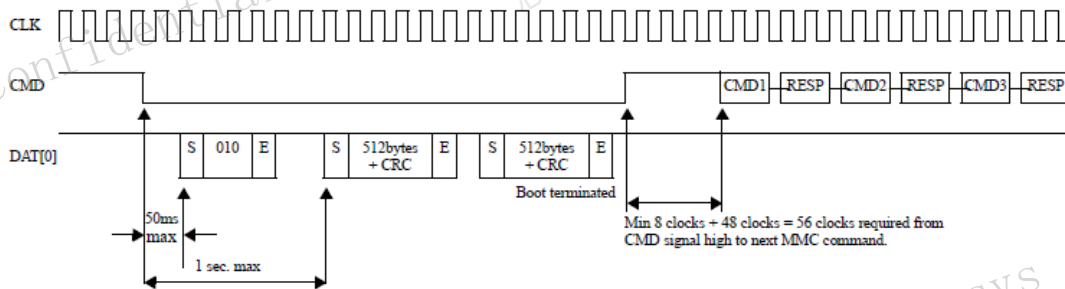 Confidential
CLK
CMD
CMD1 RESP CMD2 RESP CMD3 RESP
DAT[0]
S 010 E S 512bytes + CRC E S 512bytes + CRC E
Boot terminated
50ms
max
1 sec. max
Min 8 clocks + 48 clocks = 56 clocks required from
CMD signal high to next MMC command.